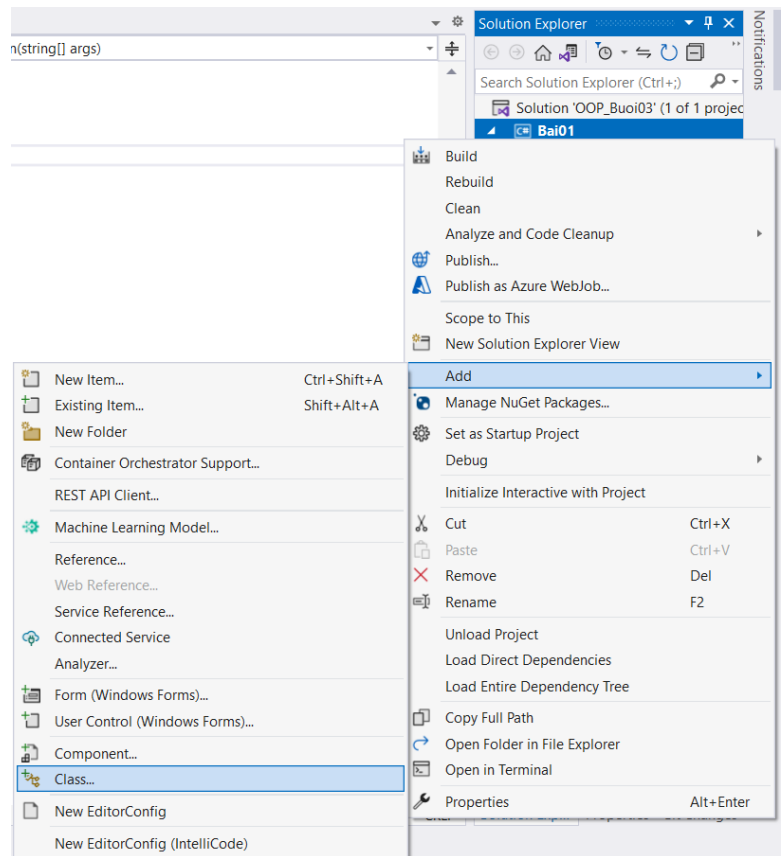 Solution Explorer
n(string[] args)
Search Solution Explorer (Ctrl+;)
Solution 'OOP_Buoi03' (1 of 1 projec
Bai01
Notifications
Build
Rebuild
Clean
Analyze and Code Cleanup
Publish...
Publish as Azure WebJob...
Scope to This
New Solution Explorer View
Add
Manage NuGet Packages...
Set as Startup Project
Debug
Initialize Interactive with Project
Cut Ctrl+X
Paste Ctrl+V
Remove Del
Rename F2
Unload Project
Load Direct Dependencies
Load Entire Dependency Tree
Copy Full Path
Open Folder in File Explorer
Open in Terminal
Properties Alt+Enter
New Item... Ctrl+Shift+A
Existing Item... Shift+Alt+A
New Folder
Container Orchestrator Support...
REST API Client...
Machine Learning Model...
Reference...
Web Reference...
Service Reference...
Connected Service
Analyzer...
Form (Windows Forms)...
User Control (Windows Forms)...
Component...
Class...
New EditorConfig
New EditorConfig (IntelliCode)